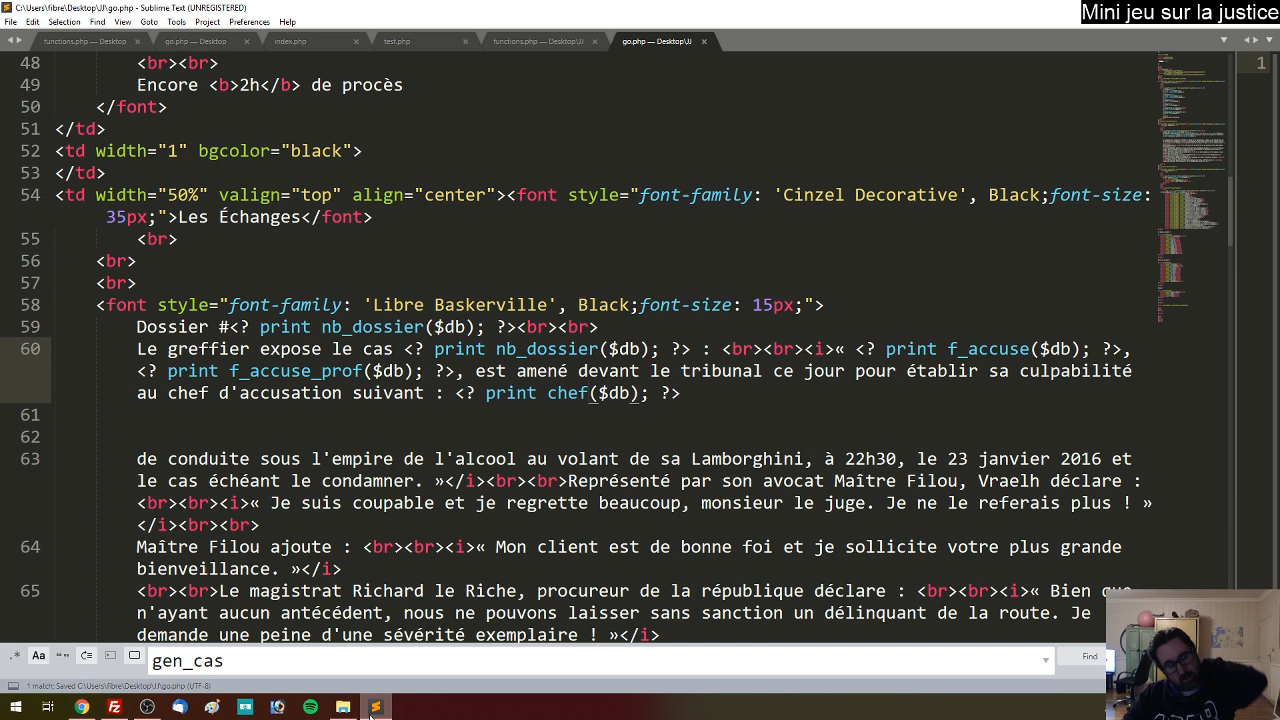 C:\Users\fibre\Desktop\JJ\go.php - Sublime Text (UNREGISTERED)
Mini jeu sur la justice
File Edit Selection Find View Goto Tools Project Preferences Help
functions.php — Desktop × go.php — Desktop × index.php × test.php × functions.php — Desktop\JJ × go.php — Desktop\JJ ×
48 <br><br>
49 Encore <b>2h</b> de procès
50 </font>
51 </td>
52 <td width="1" bgcolor="black">
53 </td>
54 <td width="50%" valign="top" align="center"><font style="font-family: 'Cinzel Decorative', Black;font-size:
35px;">Les Échanges</font>
55 <br>
56 <br>
57 <br>
58 <font style="font-family: 'Libre Baskerville', Black;font-size: 15px;">
59 Dossier #<? print nb_dossier($db); ?><br><br>
60 Le greffier expose le cas <? print nb_dossier($db); ?> : <br><br><i>« <? print f_accuse($db); ?>,
<? print f_accuse_prof($db); ?>, est amené devant le tribunal ce jour pour établir sa culpabilité
au chef d'accusation suivant : <? print chef($db); ?>
61
62
63 de conduite sous l'empire de l'alcool au volant de sa Lamborghini, à 22h30, le 23 janvier 2016 et
le cas échéant le condamner. »</i><br><br>Représenté par son avocat Maître Filou, Vraelh déclare :
<br><br><i>« Je suis coupable et je regrette beaucoup, monsieur le juge. Je ne le referais plus ! »
</i><br><br>
64 Maître Filou ajoute : <br><br><i>« Mon client est de bonne foi et je sollicite votre plus grande
bienveillance. »</i>
65 <br><br>Le magistrat Richard le Riche, procureur de la république déclare : <br><br><i>« Bien que
n'ayant aucun antécédent, nous ne pouvons laisser sans sanction un délinquant de la route. Je
demande une peine d'une sévérité exemplaire ! »</i>
1
.* Aa “” gen_cas Find
1 match; Saved C:\Users\fibre\Desktop\JJ\go.php (UTF-8)